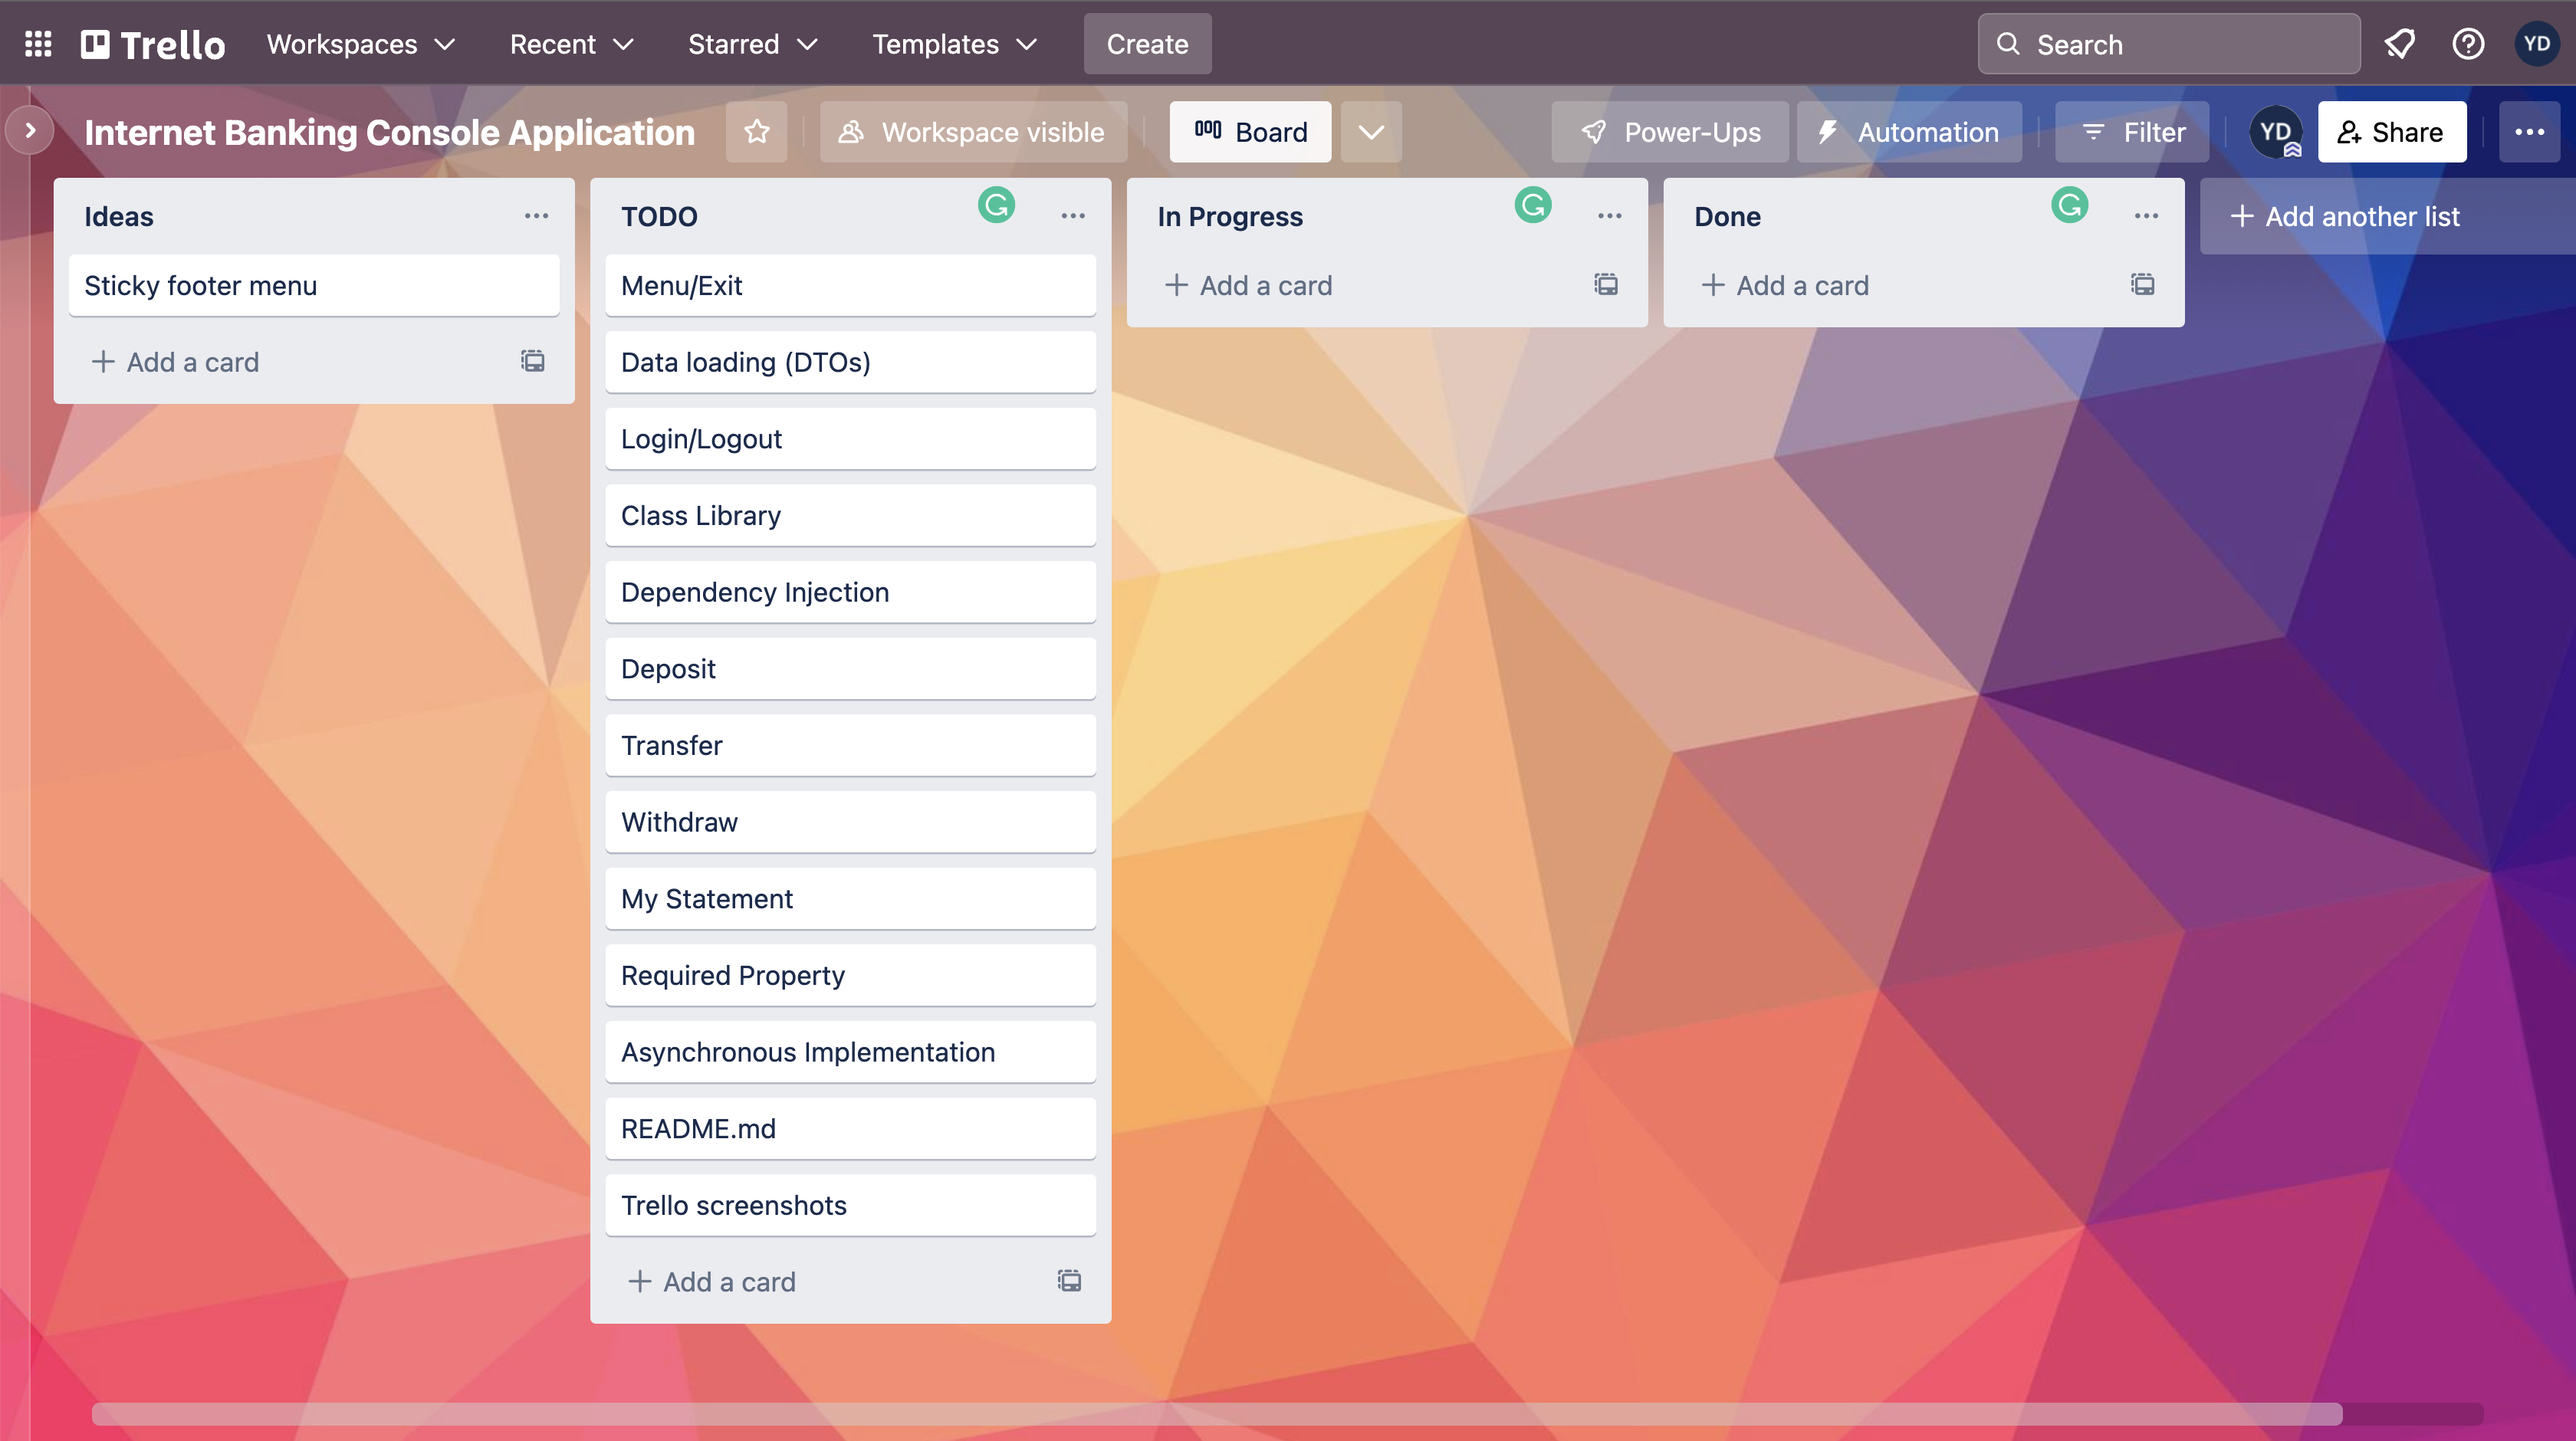 Trello Workspaces Recent Starred Templates Create Search YD
Internet Banking Console Application Workspace visible Board Power-Ups Automation Filter YD Share
Ideas
Sticky footer menu
Add a card
TODO
Menu/Exit
Data loading (DTOs)
Login/Logout
Class Library
Dependency Injection
Deposit
Transfer
Withdraw
My Statement
Required Property
Asynchronous Implementation
README.md
Trello screenshots
Add a card
In Progress
Add a card
Done
Add a card
Add another list